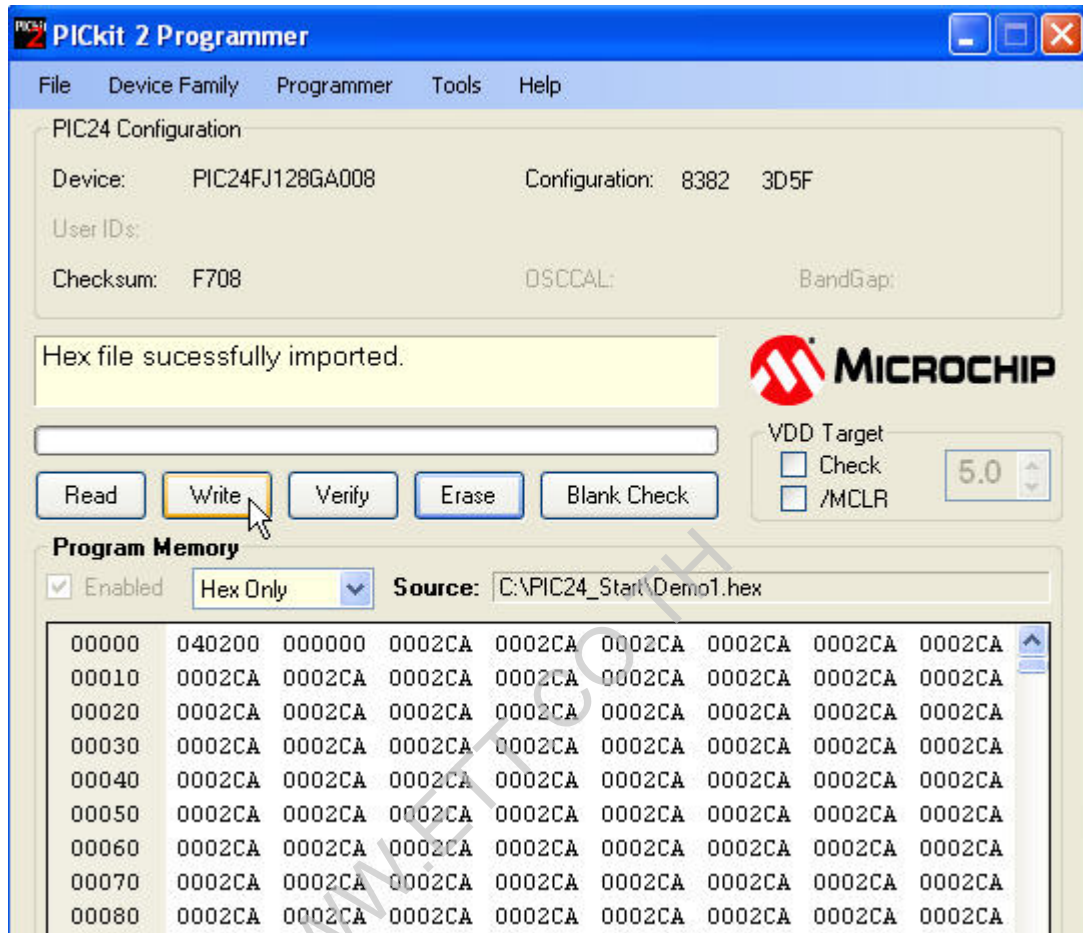 PICkit 2 Programmer
File Device Family Programmer Tools Help
PIC24 Configuration
Device: PIC24FJ128GA008 Configuration: 8382 3D5F
User IDs:
Checksum: F708 OSCCAL: BandGap:
Hex file sucessfully imported.
MICROCHIP
VDD Target
Check
5.0
/MCLR
Read Write Verify Erase Blank Check
Program Memory
Enabled Hex Only Source: C:\PIC24_Start\Demo1.hex
00000 040200 000000 0002CA 0002CA 0002CA 0002CA 0002CA 0002CA
00010 0002CA 0002CA 0002CA 0002CA 0002CA 0002CA 0002CA 0002CA
00020 0002CA 0002CA 0002CA 0002CA 0002CA 0002CA 0002CA 0002CA
00030 0002CA 0002CA 0002CA 0002CA 0002CA 0002CA 0002CA 0002CA
00040 0002CA 0002CA 0002CA 0002CA 0002CA 0002CA 0002CA 0002CA
00050 0002CA 0002CA 0002CA 0002CA 0002CA 0002CA 0002CA 0002CA
00060 0002CA 0002CA 0002CA 0002CA 0002CA 0002CA 0002CA 0002CA
00070 0002CA 0002CA 0002CA 0002CA 0002CA 0002CA 0002CA 0002CA
00080 0002CA 0002CA 0002CA 0002CA 0002CA 0002CA 0002CA 0002CA
WW.ETT.CO.TH